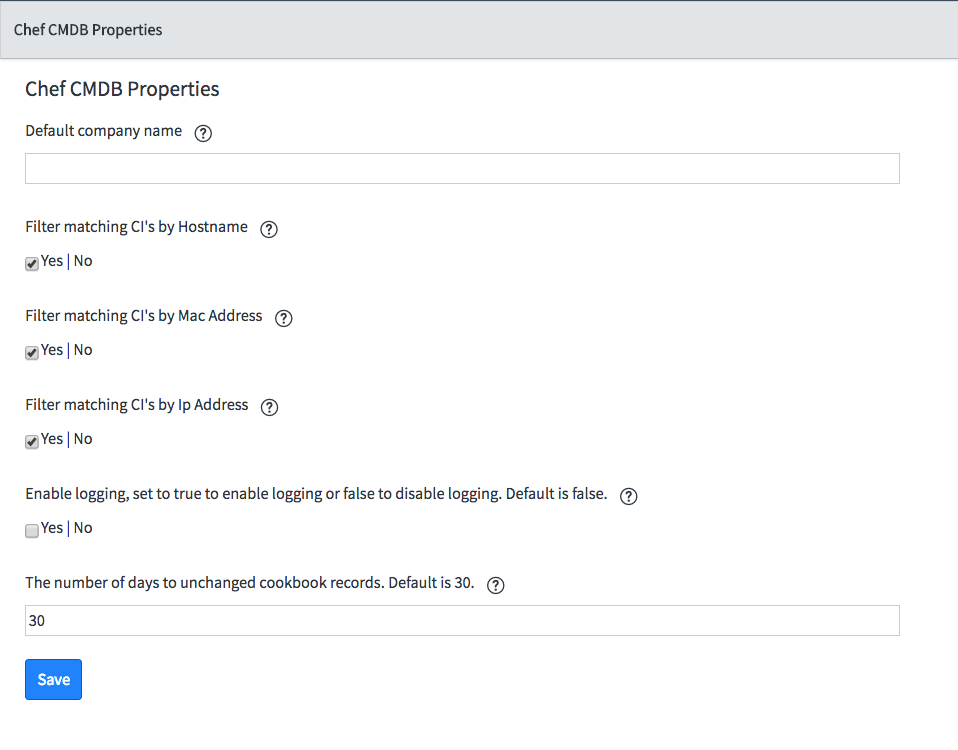 Chef CMDB Properties
Chef CMDB Properties
Default company name ?
Filter matching CI's by Hostname ?
Yes | No
Filter matching CI's by Mac Address ?
Yes | No
Filter matching CI's by Ip Address ?
Yes | No
Enable logging, set to true to enable logging or false to disable logging. Default is false. ?
Yes | No
The number of days to unchanged cookbook records. Default is 30. ?
30
Save